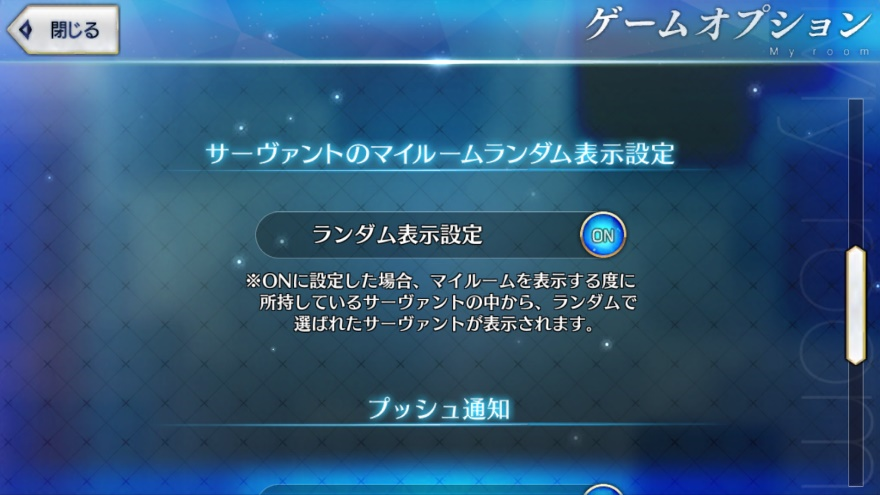 閉じる
ゲームオプション
My room
サーヴァントのマイルームランダム表示設定
ランダム表示設定
ON
※ONに設定した場合、マイルームを表示する度に
所持しているサーヴァントの中から、ランダムで
選ばれたサーヴァントが表示されます。
プッシュ通知
MY ROOM